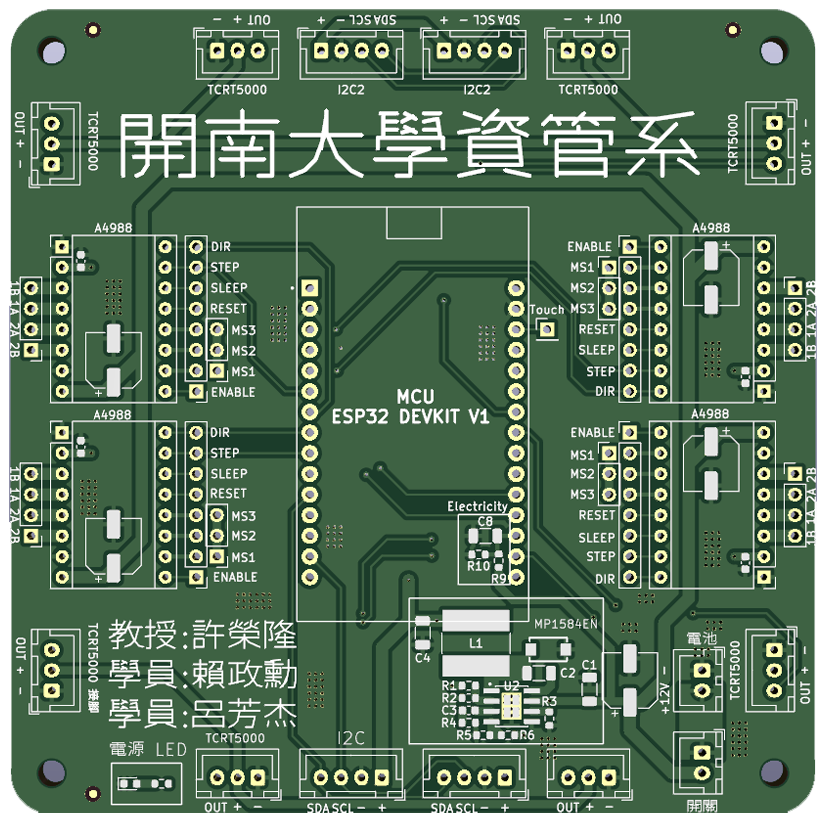 - + OUT
+ - SDA SCL
+ - SDA SCL
- + OUT
TCRT5000
I2C2
I2C2
TCRT5000
OUT + -
TCRT5000
開南大學資管系
TCRT5000
OUT + -
A4988
A4988
DIR
STEP
SLEEP
RESET
MS3
MS2
MS1
ENABLE
1B 1A 2A 2B
ENABLE
MS1
MS2
MS3
RESET
SLEEP
STEP
DIR
1B 1A 2A 2B
+
+
Touch
MCU
ESP32 DEVKIT V1
A4988
A4988
DIR
STEP
SLEEP
RESET
MS3
MS2
MS1
ENABLE
1B 1A 2A 2B
ENABLE
MS1
MS2
MS3
RESET
SLEEP
STEP
DIR
1B 1A 2A 2B
+
+
Electricity
C8
R10
R9
教授:許榮隆
學員:賴政勳
學員:呂芳杰
OUT + -
TCRT5000
C4
L1
MP1584EN
C2
C1
R1
R2
C3
R4
R5
U2
R3
R6
+12V -
電池
TCRT5000
OUT + -
電源 LED
TCRT5000
I2C
OUT + -
SDA SCL - +
SDA SCL - +
OUT + -
開關